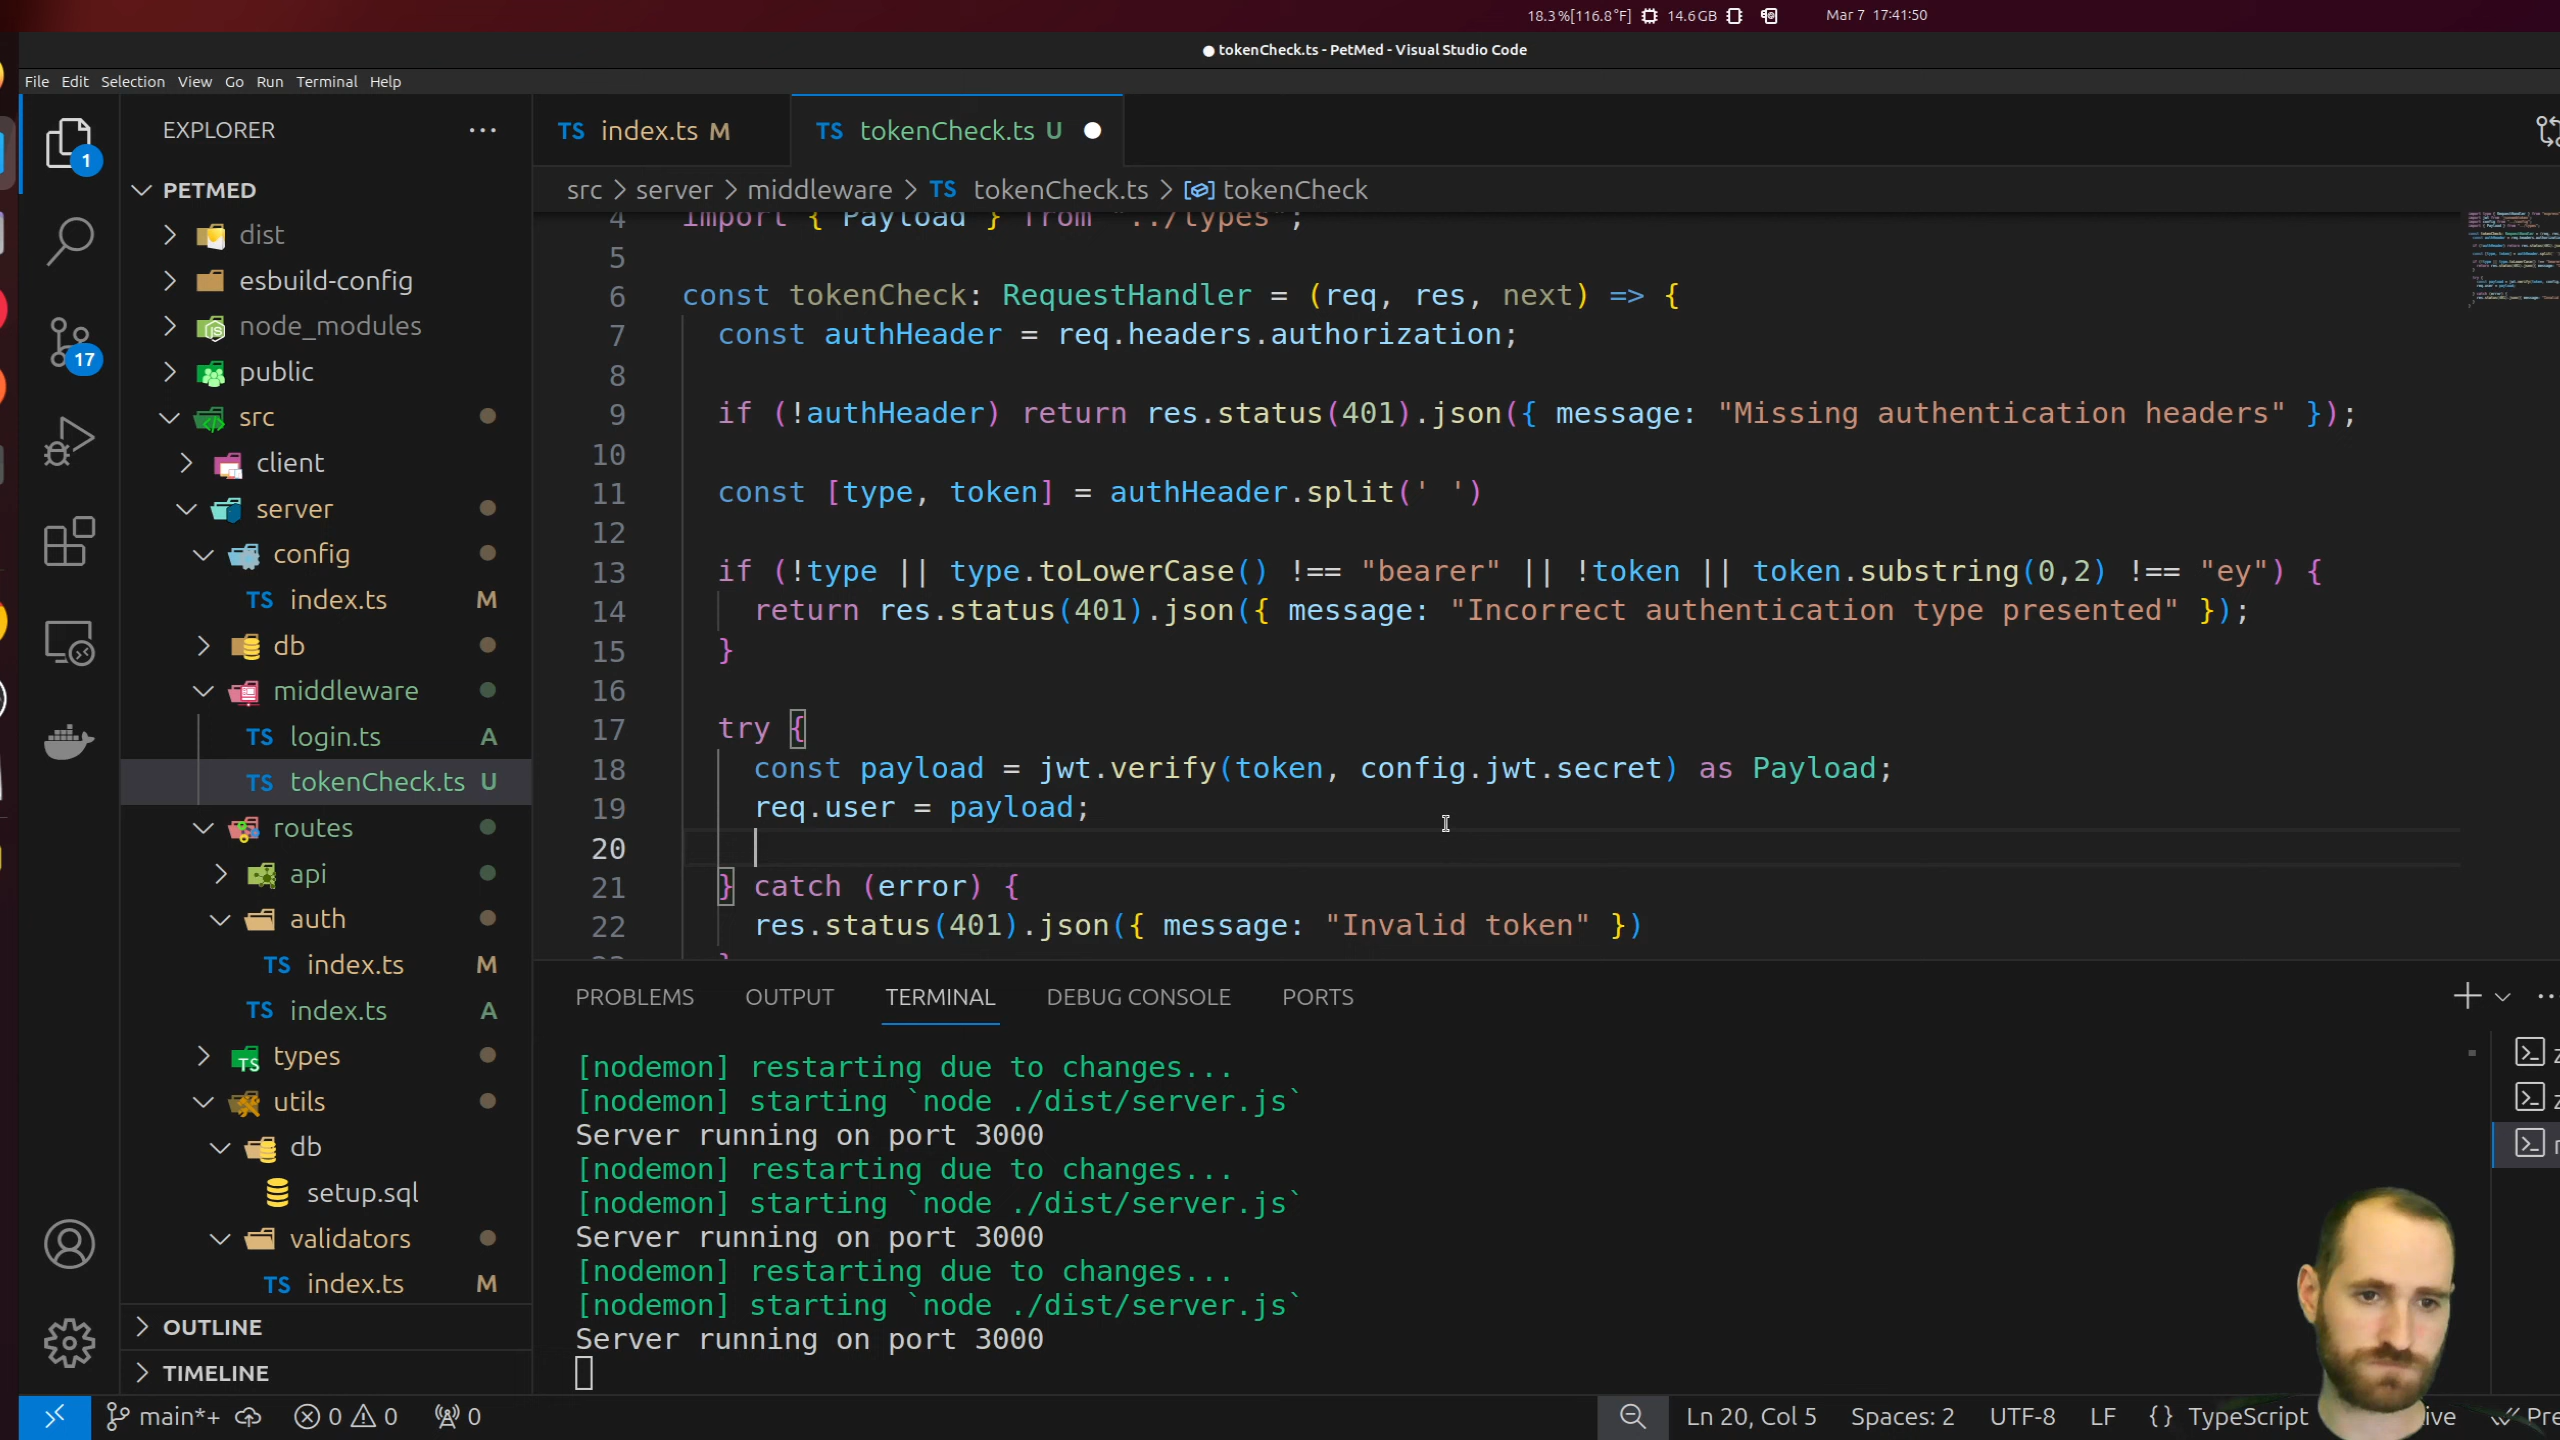 18.3%[116.8°F] 14.6GB Mar 7 17:41:50
● tokenCheck.ts - PetMed - Visual Studio Code
File Edit Selection View Go Run Terminal Help
EXPLORER ···
1
17
PETMED
dist
esbuild-config
node_modules
public
src
client
server
config
TS index.ts M
db
middleware
TS login.ts A
TS tokenCheck.ts U
routes
api
auth
TS index.ts M
TS index.ts A
types
utils
db
setup.sql
validators
TS index.ts M
OUTLINE
TIMELINE
TS index.ts M
TS tokenCheck.ts U ●
src > server > middleware > TS tokenCheck.ts > tokenCheck
4 import { Payload } from "../types";
5
6 const tokenCheck: RequestHandler = (req, res, next) => {
7 const authHeader = req.headers.authorization;
8
9 if (!authHeader) return res.status(401).json({ message: "Missing authentication headers" });
10
11 const [type, token] = authHeader.split(' ')
12
13 if (!type || type.toLowerCase() !== "bearer" || !token || token.substring(0,2) !== "ey") {
14 return res.status(401).json({ message: "Incorrect authentication type presented" });
15 }
16
17 try {
18 const payload = jwt.verify(token, config.jwt.secret) as Payload;
19 req.user = payload;
20
21 } catch (error) {
22 res.status(401).json({ message: "Invalid token" })
PROBLEMS OUTPUT TERMINAL DEBUG CONSOLE PORTS
[nodemon] restarting due to changes...
[nodemon] starting `node ./dist/server.js`
Server running on port 3000
[nodemon] restarting due to changes...
[nodemon] starting `node ./dist/server.js`
Server running on port 3000
[nodemon] restarting due to changes...
[nodemon] starting `node ./dist/server.js`
Server running on port 3000
main*+ 0 0 0 Ln 20, Col 5 Spaces: 2 UTF-8 LF {} TypeScript